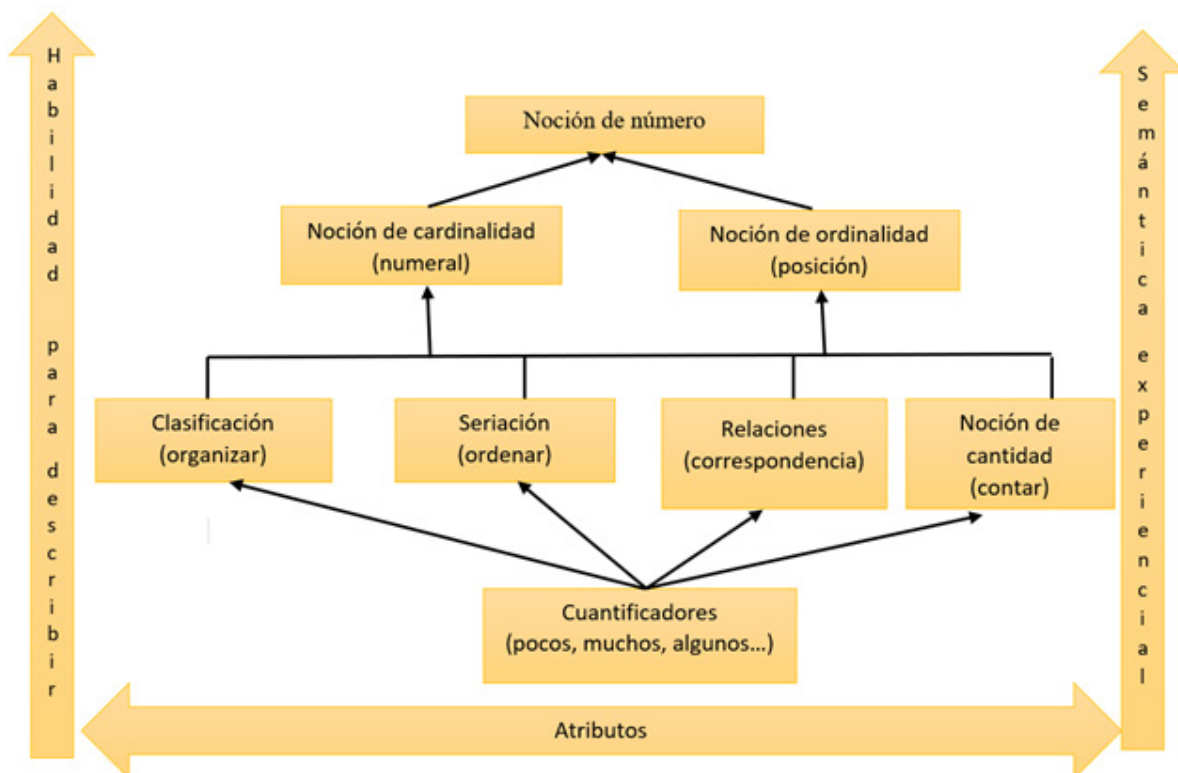 Habilidad para describir
Semántica experiencial
Noción de número
Noción de cardinalidad
(numeral)
Noción de ordinalidad
(posición)
Clasificación
(organizar)
Seriación
(ordenar)
Relaciones
(correspondencia)
Noción de
cantidad
(contar)
Cuantificadores
(pocos, muchos, algunos...)
Atributos